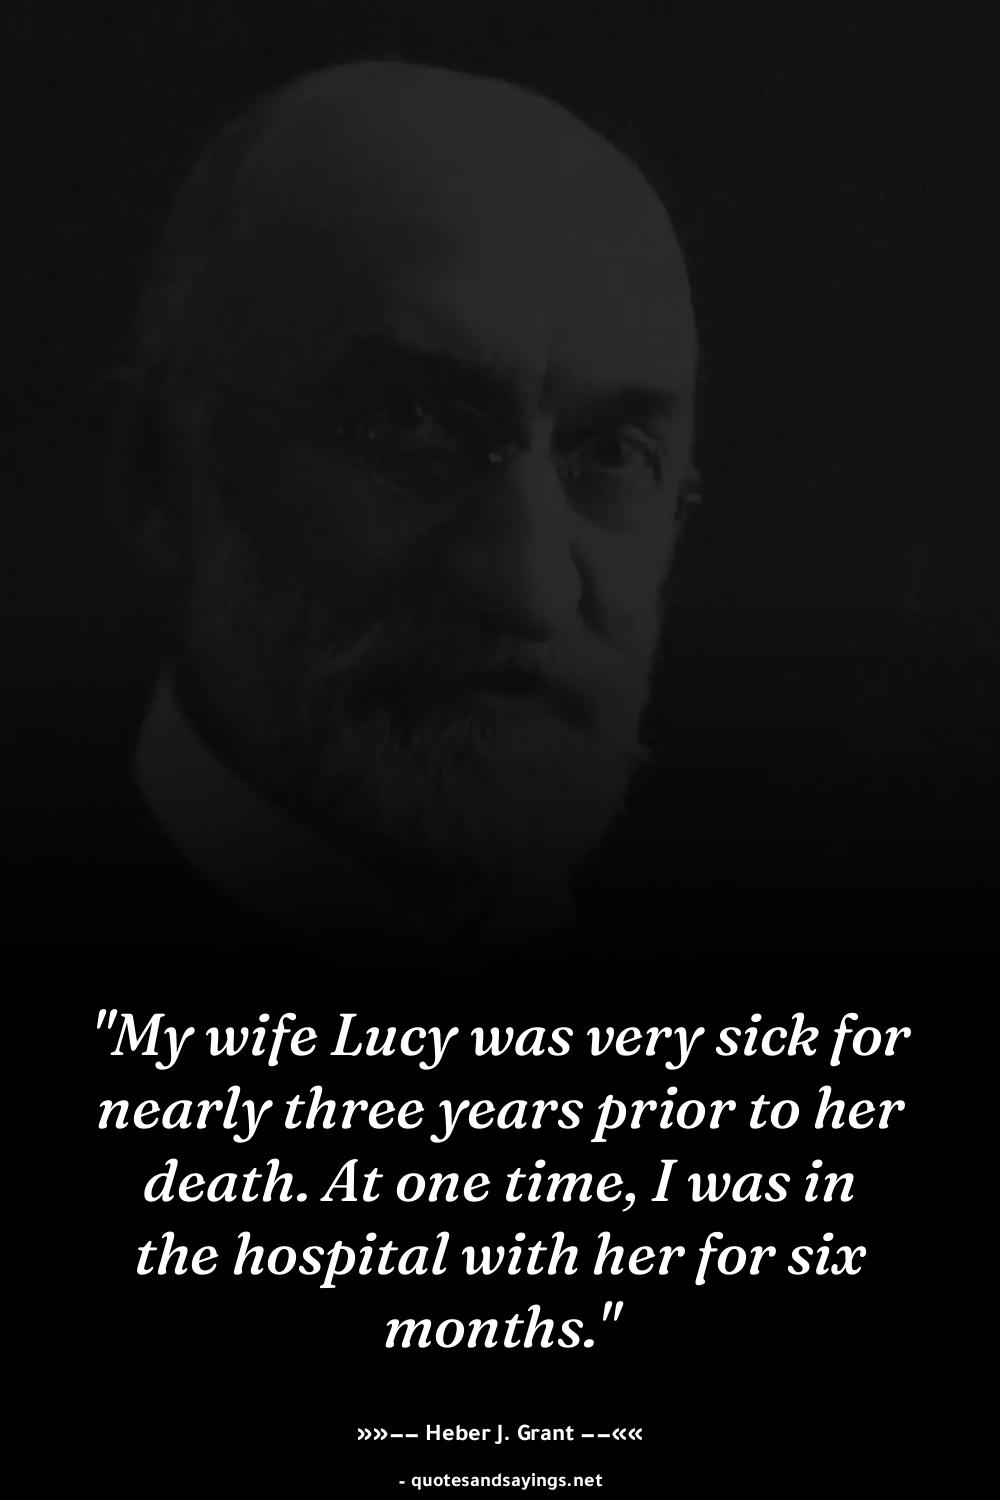 "My wife Lucy was very sick for
nearly three years prior to her
death. At one time, I was in
the hospital with her for six
months."
»»–– Heber J. Grant ––««
- quotesandsayings.net